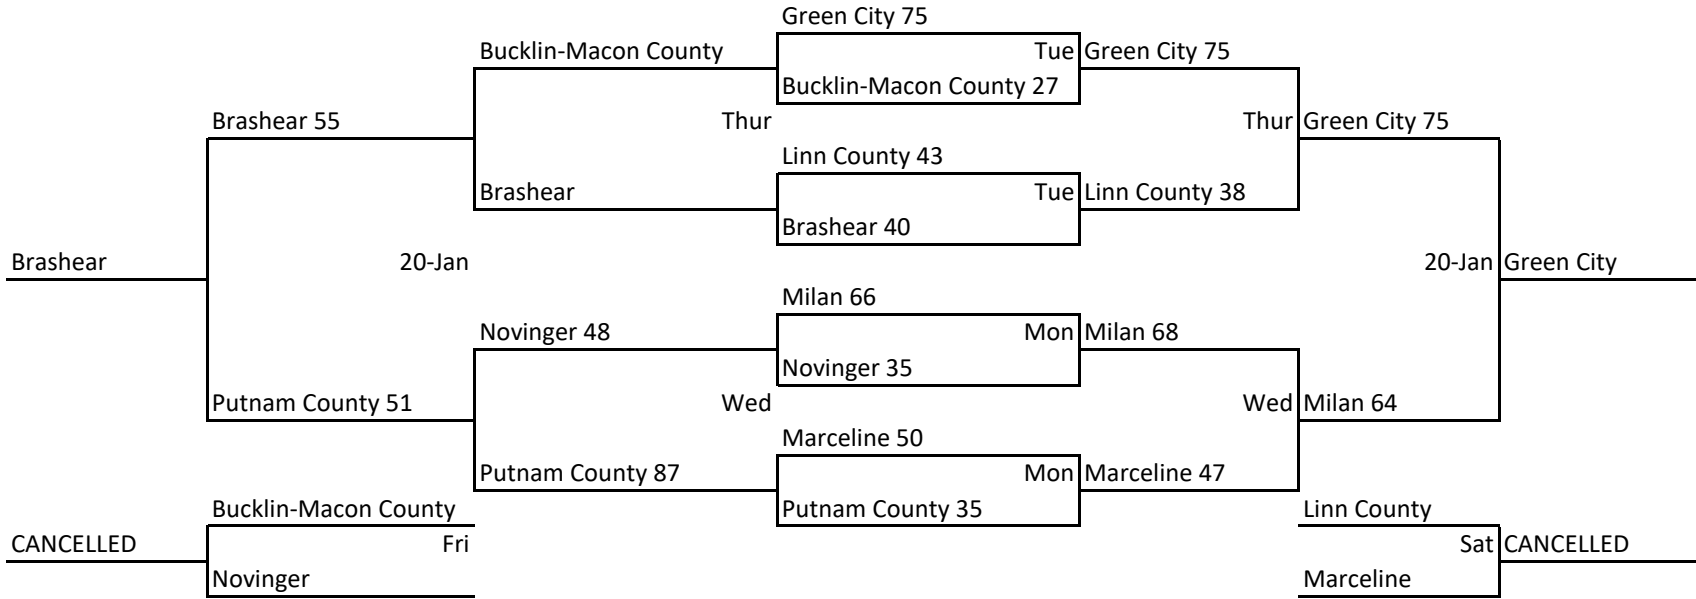 Green City 75
Bucklin-Macon County
Tue Green City 75
Bucklin-Macon County 27
Brashear 55
Thur
Thur Green City 75
Linn County 43
Brashear
Tue Linn County 38
Brashear 40
Brashear
20-Jan
20-Jan Green City
Milan 66
Novinger 48
Mon Milan 68
Novinger 35
Putnam County 51
Wed
Wed Milan 64
Marceline 50
Putnam County 87
Mon Marceline 47
Bucklin-Macon County
Putnam County 35
Linn County
CANCELLED
Fri
Sat CANCELLED
Novinger
Marceline